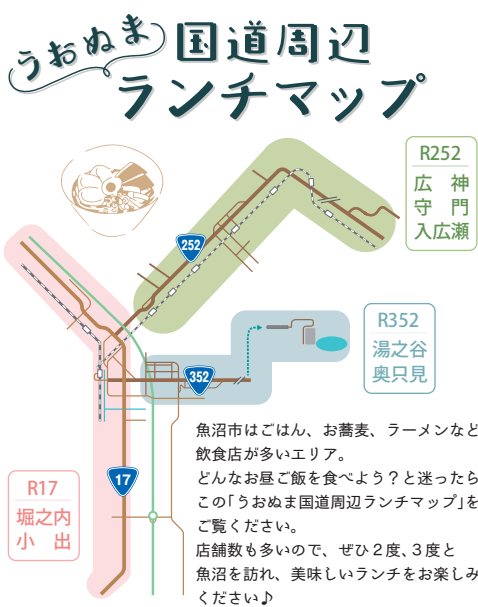 うおぬま 国道周辺
ランチマップ
R252
広　神
守　門
入広瀬
252
R352
湯之谷
奥只見
352
魚沼市はごはん、お蕎麦、ラーメンなど
飲食店が多いエリア。
どんなお昼ご飯を食べよう？と迷ったら
この「うおぬま国道周辺ランチマップ」を
ご覧ください。
店舗数も多いので、ぜひ２度、３度と
魚沼を訪れ、美味しいランチをお楽しみ
ください♪
17
R17
堀之内
小　出